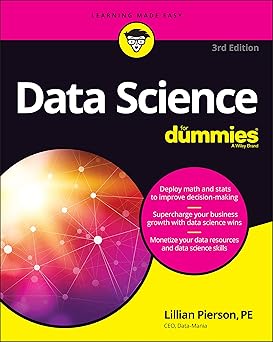 LEARNING MADE EASY
3rd Edition
Data Science
for
dummies
A Wiley Brand
Deploy math and stats
to improve decision-making
Supercharge your business
growth with data science wins
Monetize your data resources
and data science skills
Lillian Pierson, PE
CEO, Data-Mania